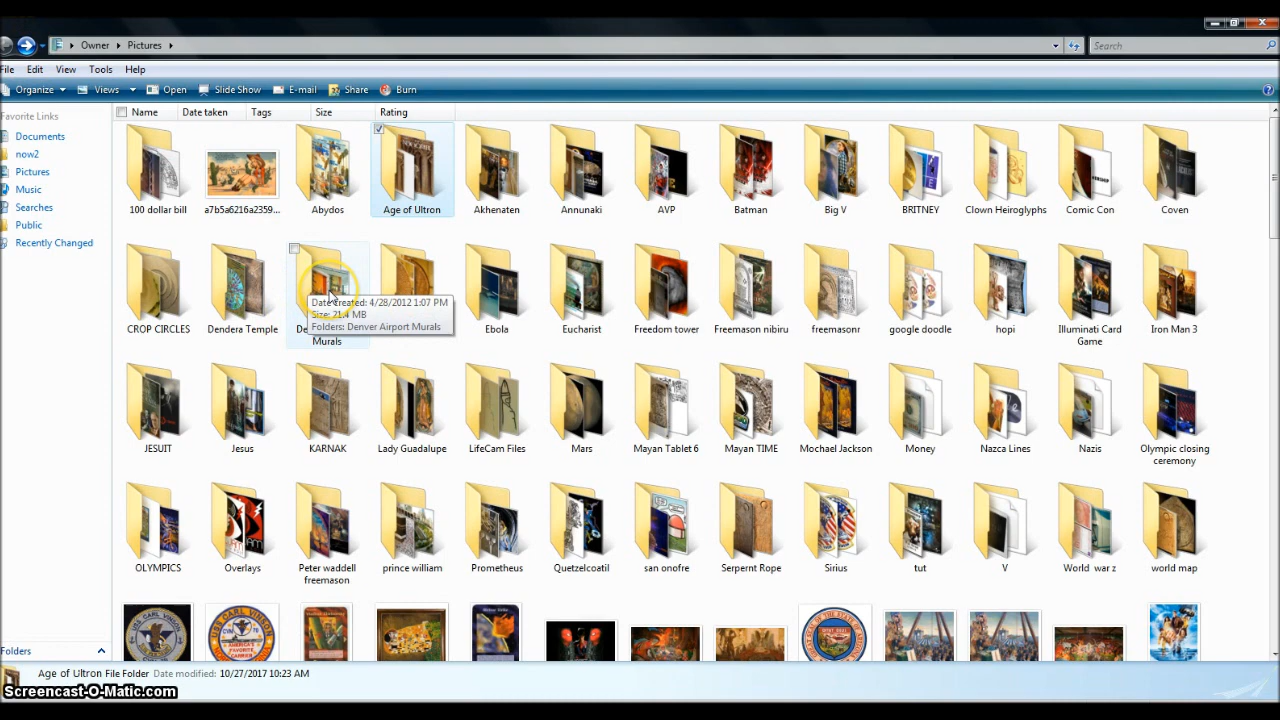 Owner Pictures Search
File Edit View Tools Help
Organize Views Open Slide Show E-mail Share Burn
Favorite Links
Documents
now2
Pictures
Music
Searches
Public
Recently Changed
Folders
Name Date taken Tags Size Rating
100 dollar bill a7b5a6216a2359... Abydos Age of Ultron Akhenaten Annunaki AVP Batman Big V BRITNEY Clown Heiroglyphs Comic Con Coven
Date created: 4/28/2012 1:07 PM
Size: 21.4 MB
Folders: Denver Airport Murals
CROP CIRCLES Dendera Temple De Ebola Eucharist Freedom tower Freemason nibiru freemasonr google doodle hopi Illuminati Card Iron Man 3
Murals Game
JESUIT Jesus KARNAK Lady Guadalupe LifeCam Files Mars Mayan Tablet 6 Mayan TIME Mochael Jackson Money Nazca Lines Nazis Olympic closing
ceremony
OLYMPICS Overlays Peter waddell prince william Prometheus Quetzelcoatil san onofre Serpernt Rope Sirius tut V World war z world map
freemason
Age of Ultron File Folder Date modified: 10/27/2017 10:23 AM
Screencast-O-Matic.com